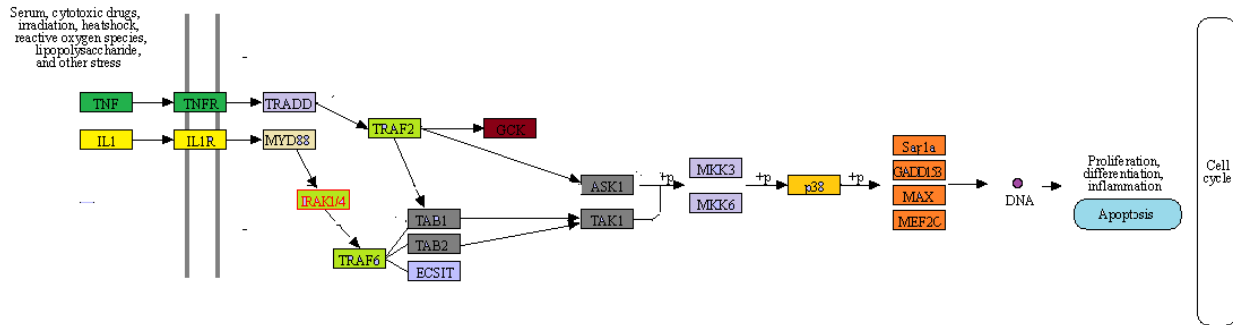 Serum, cytotoxic drugs,
irradiation, heatshock,
reactive oxygen species,
lipopolysaccharide,
and other stress
TNF
TNFR
TRADD
TRAF2
GCK
IL1
IL1R
MYD88
IRAK1/4
TRAF6
TAB1
TAB2
ECSIT
ASK1
TAK1
+p
MKK3
MKK6
+p
p38
+p
Sap1a
GADD153
MAX
MEF2C
DNA
Proliferation,
differentiation,
inflammation
Apoptosis
Cell
cycle